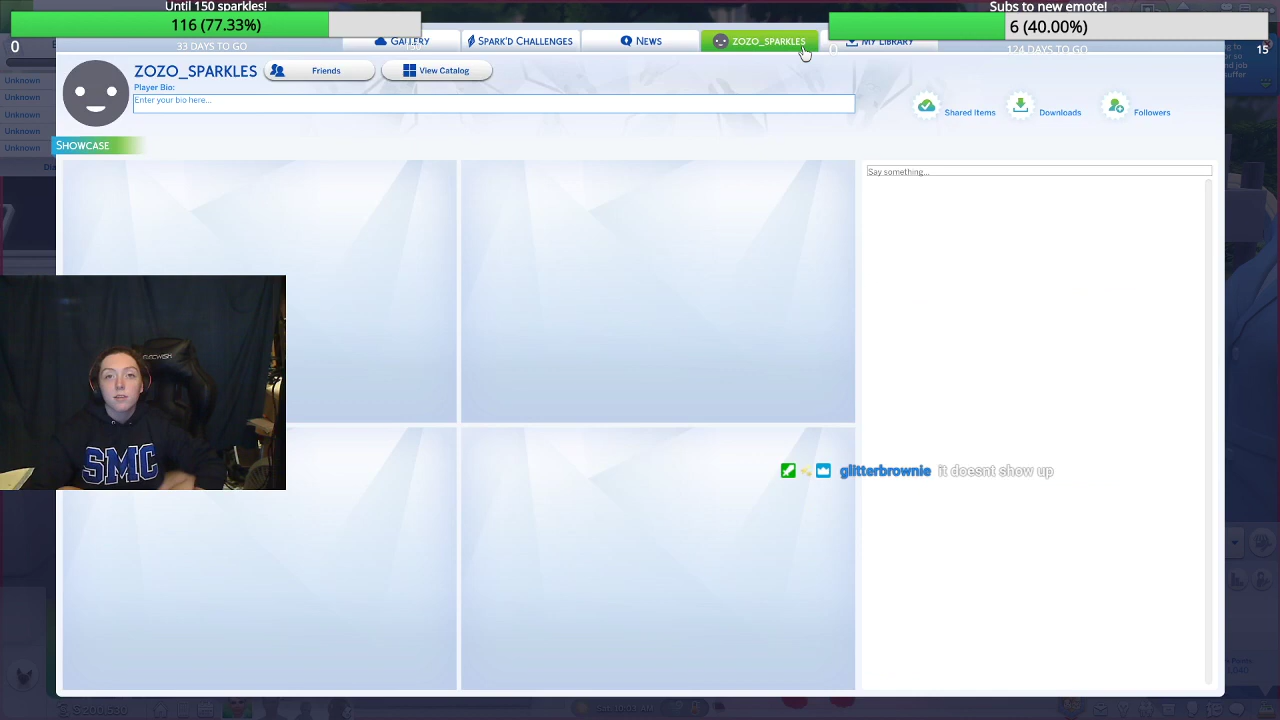 Until 150 sparkles!
116 (77.33%)
0
33 DAYS TO GO
Subs to new emote!
6 (40.00%)
0
124 DAYS TO GO
15
GALLERY
SPARK'D CHALLENGES
NEWS
ZOZO_SPARKLES
MY LIBRARY
ZOZO_SPARKLES
Friends
View Catalog
Player Bio:
Enter your bio here...
Shared Items
Downloads
Followers
Unknown
Unknown
Unknown
Unknown
Unknown
SHOWCASE
Say something...
SMC
glitterbrownie it doesnt show up